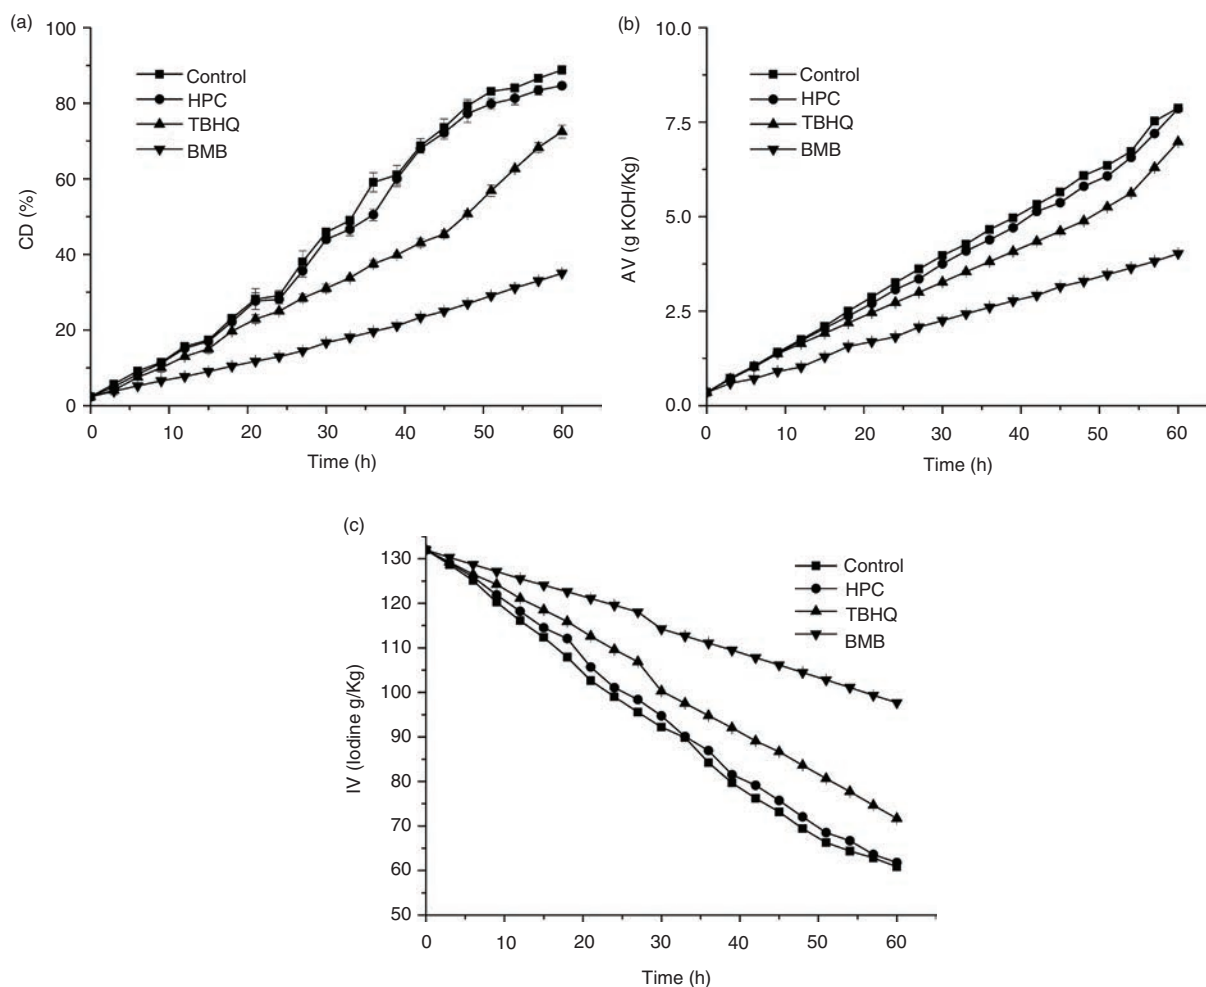 (a)
100
80
60
40
20
0
CD (%)
Control
HPC
TBHQ
BMB
0 10 20 30 40 50 60
Time (h)
(b)
10.0
7.5
5.0
2.5
0.0
AV (g KOH/Kg)
Control
HPC
TBHQ
BMB
0 10 20 30 40 50 60
Time (h)
(c)
130
120
110
100
90
80
70
60
50
IV (Iodine g/Kg)
Control
HPC
TBHQ
BMB
0 10 20 30 40 50 60
Time (h)